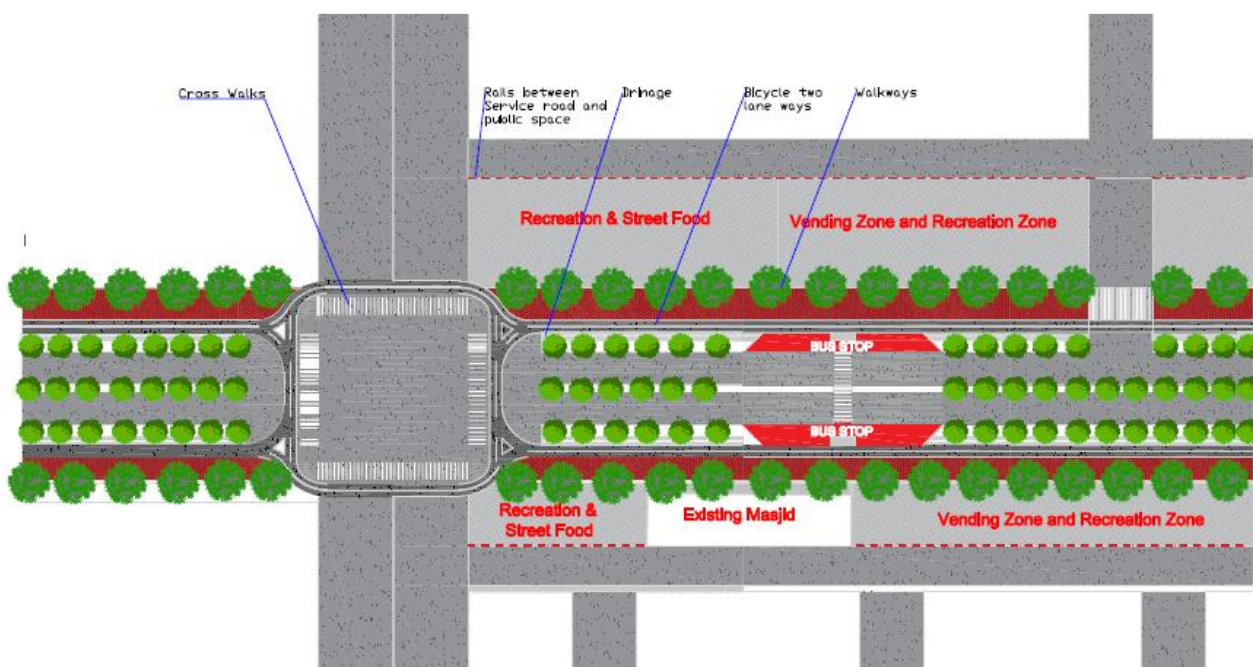 Cross Walks
Rails between
Service road and
public space
Drinage
Bicycle two
lane ways
Walkways
Recreation & Street Food
Vending Zone and Recreation Zone
BUS STOP
BUS STOP
Recreation &
Street Food
Existing Masjid
Vending Zone and Recreation Zone